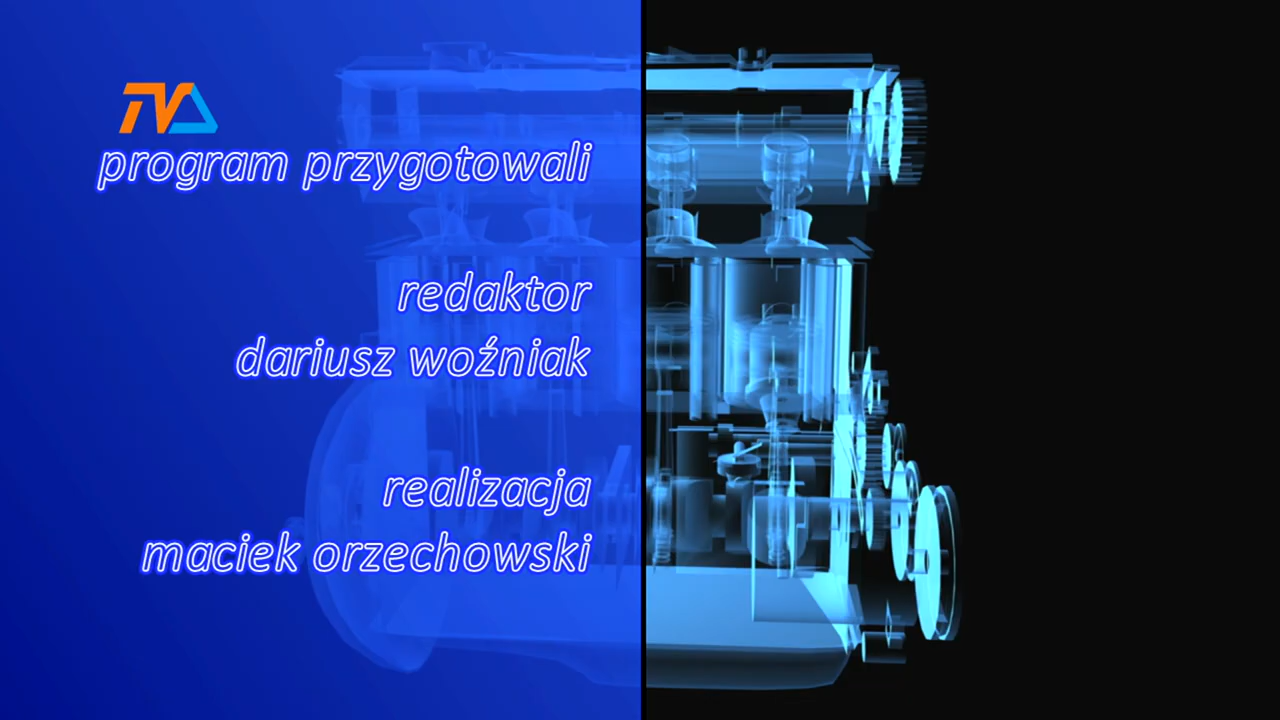 TVA
program przygotowali
redaktor
dariusz woźniak
realizacja
maciek orzechowski